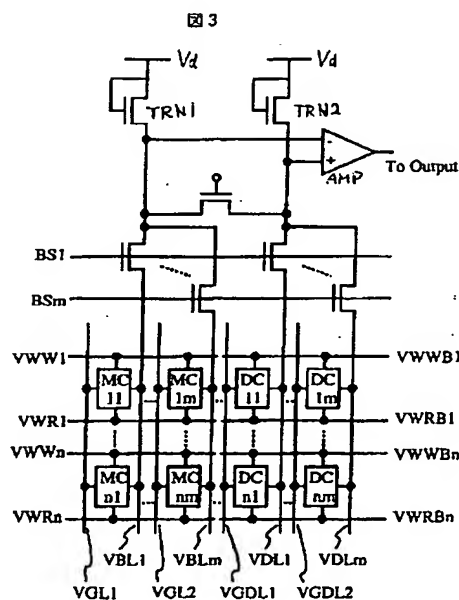 図3
Vd Vd
TRN1 TRN2
-
+
AMP
To Output
BS1
BSm
VWW1 VWWB1
MC 11 MC 1m DC 11 DC 1m
VWR1 VWRB1
VWWn VWWBn
MC n1 MC nm DC n1 DC nm
VWRn VWRBn
VBL1 VBLm VDL1 VDLm
VGL1 VGL2 VGDL1 VGDL2